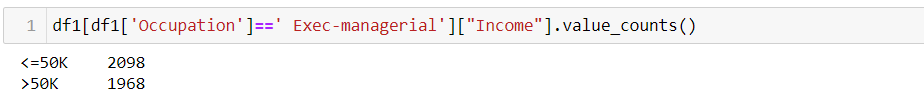 1 df1[df1['Occupation']==' Exec-managerial']["Income"].value_counts()
<=50K 2098
>50K 1968